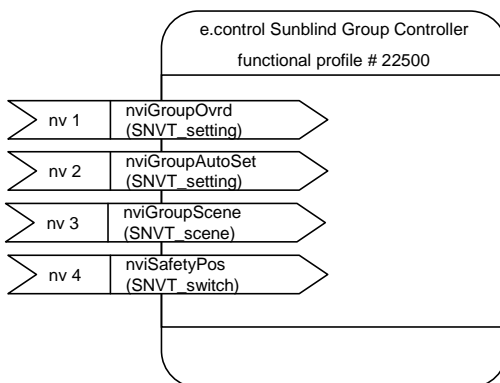 e.control Sunblind Group Controller
functional profile # 22500
nv 1
nviGroupOvrd
(SNVT_setting)
nv 2
nviGroupAutoSet
(SNVT_setting)
nv 3
nviGroupScene
(SNVT_scene)
nv 4
nviSafetyPos
(SNVT_switch)